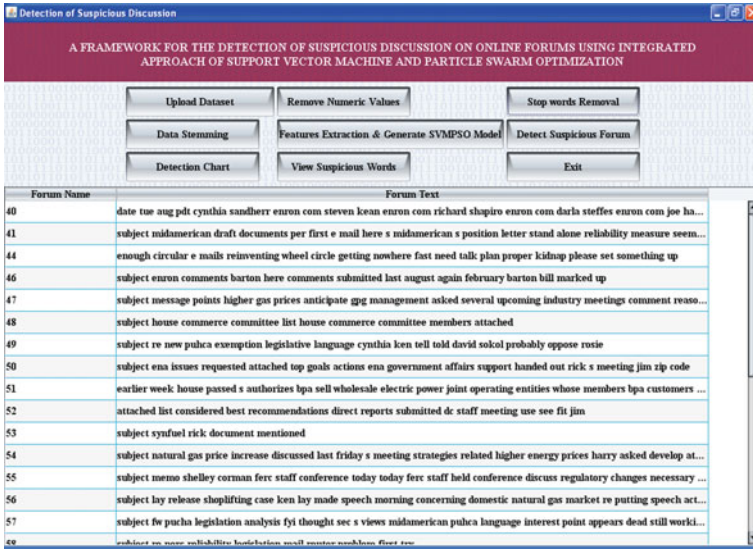 Detection of Suspicious Discussion
A FRAMEWORK FOR THE DETECTION OF SUSPICIOUS DISCUSSION ON ONLINE FORUMS USING INTEGRATED
APPROACH OF SUPPORT VECTOR MACHINE AND PARTICLE SWARM OPTIMIZATION
Upload Dataset Remove Numeric Values Stop words Removal
Data Stemming Features Extraction & Generate SVMPSO Model Detect Suspicious Forum
Detection Chart View Suspicious Words Exit
Forum Name Forum Text
40 date tue aug pdt cynthia sandherr enron com steven kean enron com richard shapiro enron com darla steffes enron com joe ha...
41 subject midamerican draft documents per first e mail here s midamerican s position letter stand alone reliability measure seem...
44 enough circular e mails reinventing wheel circle getting nowhere fast need talk plan proper kidnap please set something up
46 subject enron comments barton here comments submitted last august again february barton bill marked up
47 subject message points higher gas prices anticipate gpg management asked several upcoming industry meetings comment reaso...
48 subject house commerce committee list house commerce committee members attached
49 subject re new puhca exemption legislative language cynthia ken tell told david sokol probably oppose rosie
50 subject ena issues requested attached top goals actions ena government affairs support handed out rick s meeting jim zip code
51 earlier week house passed s authorizes bpa sell wholesale electric power joint operating entities whose members bpa customers ...
52 attached list considered best recommendations direct reports submitted dc staff meeting use see fit jim
53 subject synfuel rick document mentioned
54 subject natural gas price increase discussed last friday s meeting strategies related higher energy prices harry asked develop at...
55 subject memo shelley corman ferc staff conference today today ferc staff held conference discuss regulatory changes necessary ...
56 subject lay release shoplifting case ken lay made speech morning concerning domestic natural gas market re putting speech act...
57 subject fw pucha legislation analysis fyi thought sec s views midamerican puhca language interest point appears dead still worki...
58 subject re nerc reliability legislation mail router problem first try